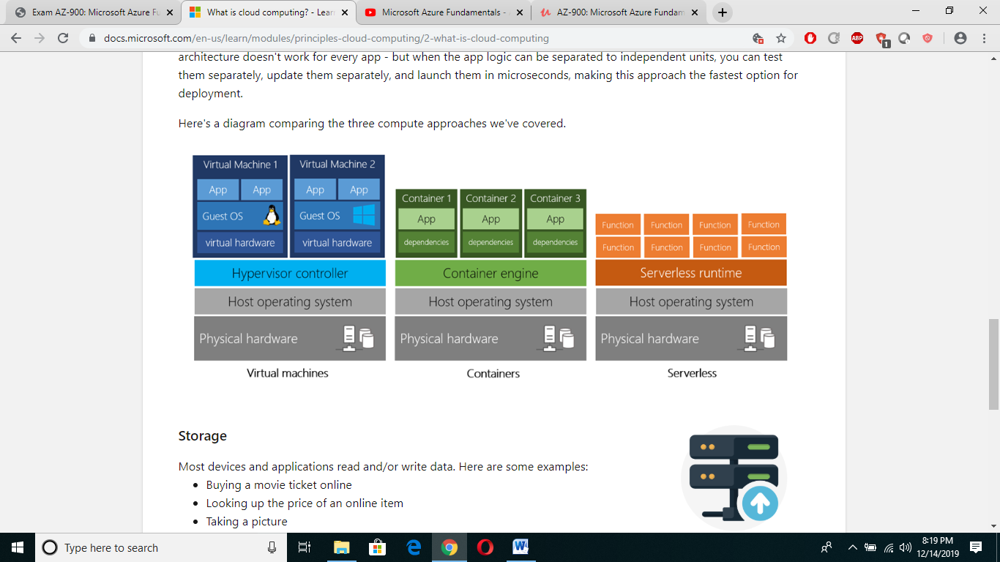 Exam AZ-900: Microsoft Azure Fu
What is cloud computing? - Lear
Microsoft Azure Fundamentals -
AZ-900: Microsoft Azure Fundam
docs.microsoft.com/en-us/learn/modules/principles-cloud-computing/2-what-is-cloud-computing
ABP
1
architecture doesn't work for every app - but when the app logic can be separated to independent units, you can test
them separately, update them separately, and launch them in microseconds, making this approach the fastest option for
deployment.
Here's a diagram comparing the three compute approaches we've covered.
Virtual Machine 1
App App
Guest OS
virtual hardware
Virtual Machine 2
App App
Guest OS
virtual hardware
Hypervisor controller
Host operating system
Physical hardware
Virtual machines
Container 1
App
dependencies
Container 2
App
dependencies
Container 3
App
dependencies
Container engine
Host operating system
Physical hardware
Containers
Function Function Function Function
Function Function Function Function
Serverless runtime
Host operating system
Physical hardware
Serverless
Storage
Most devices and applications read and/or write data. Here are some examples:
• Buying a movie ticket online
• Looking up the price of an online item
• Taking a picture
Type here to search
8:19 PM
12/14/2019